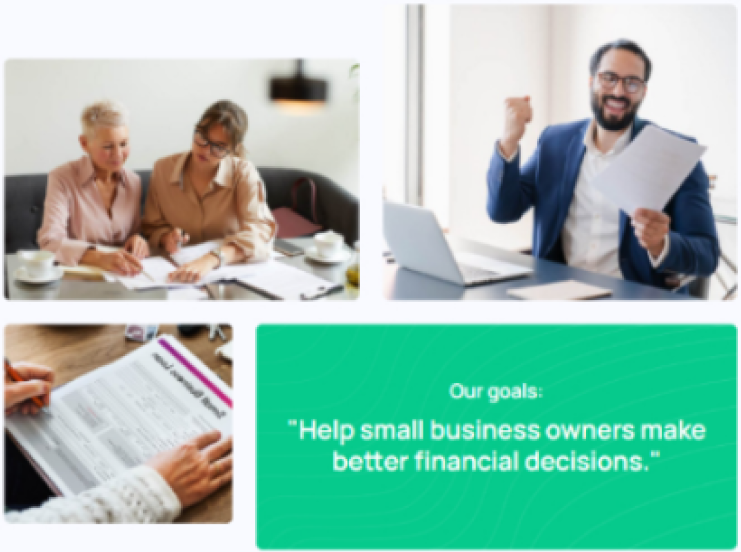 Our goals:
"Help small business owners make
better financial decisions."